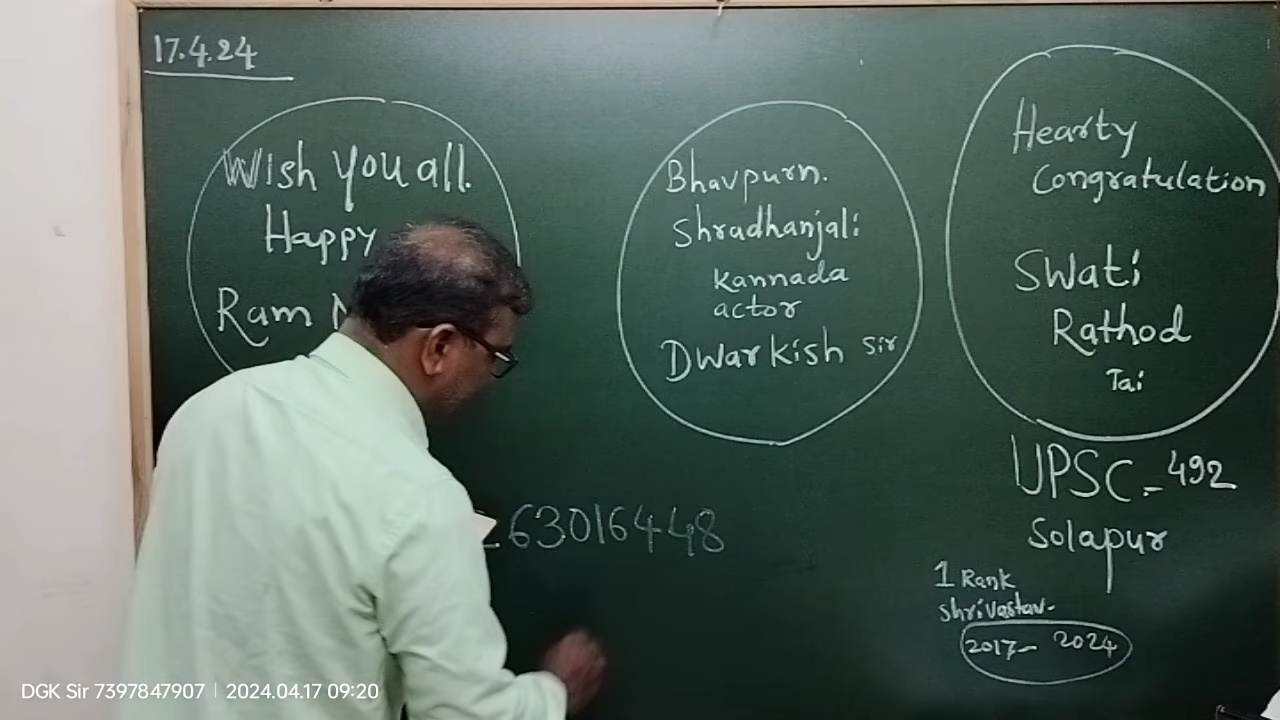 17.4.24
Wish You all.
Happy
Ram
Bhavpurn.
Shradhanjali
Kannada
actor
Dwarkish Sir
Hearty
Congratulation
Swati
Rathod
Tai
UPSC - 492
Solapur
1 Rank
Shrivastav-
2017- 2024
63016448
DGK Sir 7397847907 | 2024.04.17 09:20